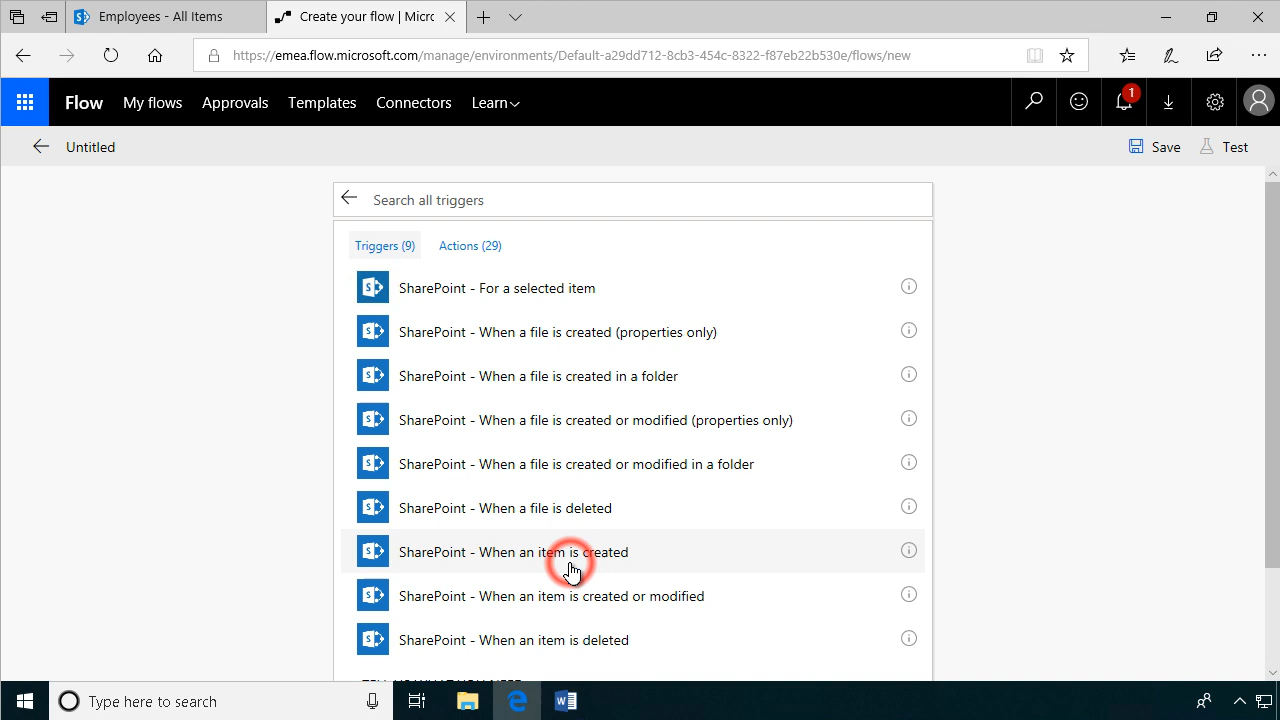 Employees - All Items
Create your flow | Micrc
https://emea.flow.microsoft.com/manage/environments/Default-a29dd712-8cb3-454c-8322-f87eb22b530e/flows/new
Flow My flows Approvals Templates Connectors Learn 1
Untitled Save Test
Search all triggers
Triggers (9) Actions (29)
SharePoint - For a selected item
SharePoint - When a file is created (properties only)
SharePoint - When a file is created in a folder
SharePoint - When a file is created or modified (properties only)
SharePoint - When a file is created or modified in a folder
SharePoint - When a file is deleted
SharePoint - When an item is created
SharePoint - When an item is created or modified
SharePoint - When an item is deleted
Type here to search